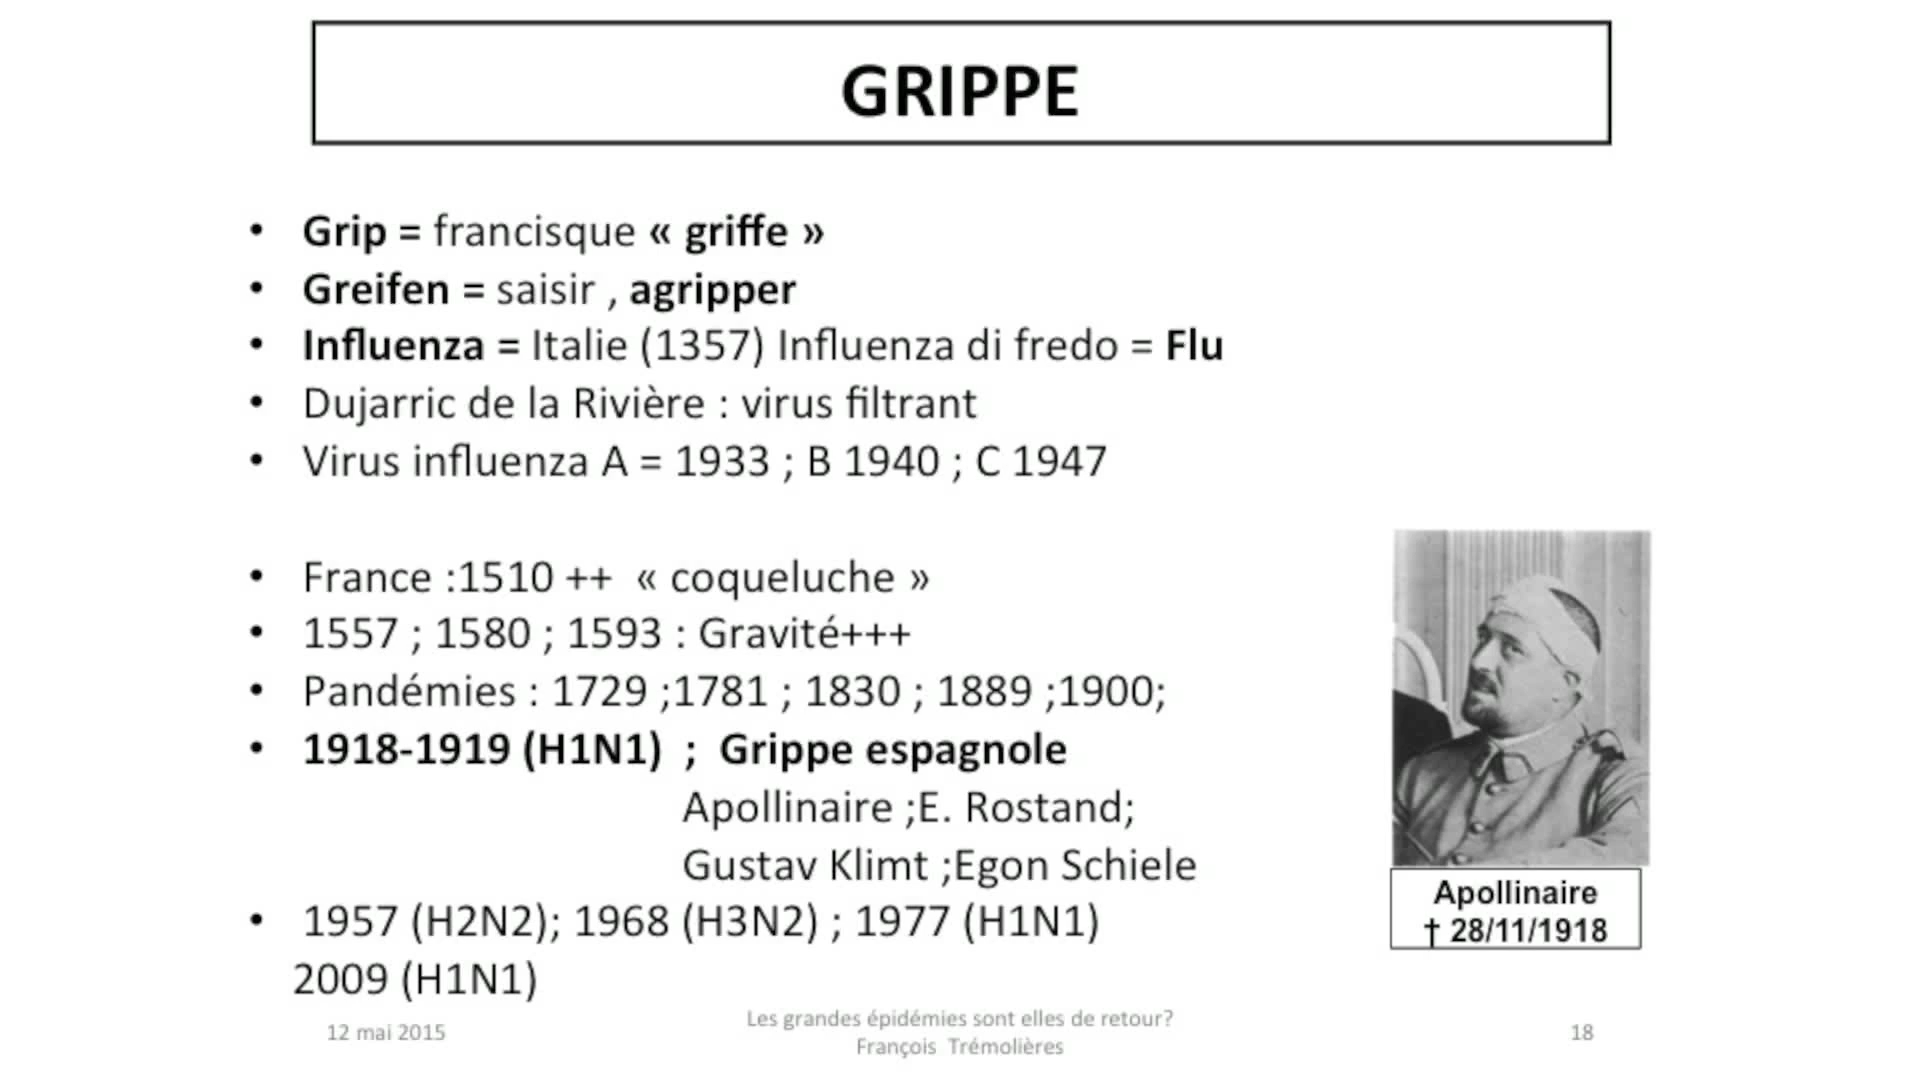 GRIPPE
• Grip = francisque « griffe »
• Greifen = saisir , agripper
• Influenza = Italie (1357) Influenza di fredo = Flu
• Dujarric de la Rivière : virus filtrant
• Virus influenza A = 1933 ; B 1940 ; C 1947
• France :1510 ++ « coqueluche »
• 1557 ; 1580 ; 1593 : Gravité+++
• Pandémies : 1729 ;1781 ; 1830 ; 1889 ;1900;
• 1918-1919 (H1N1) ; Grippe espagnole
Apollinaire ;E. Rostand;
Gustav Klimt ;Egon Schiele
• 1957 (H2N2); 1968 (H3N2) ; 1977 (H1N1)
2009 (H1N1)
Apollinaire
† 28/11/1918
12 mai 2015
Les grandes épidémies sont elles de retour?
François Trémolières
18